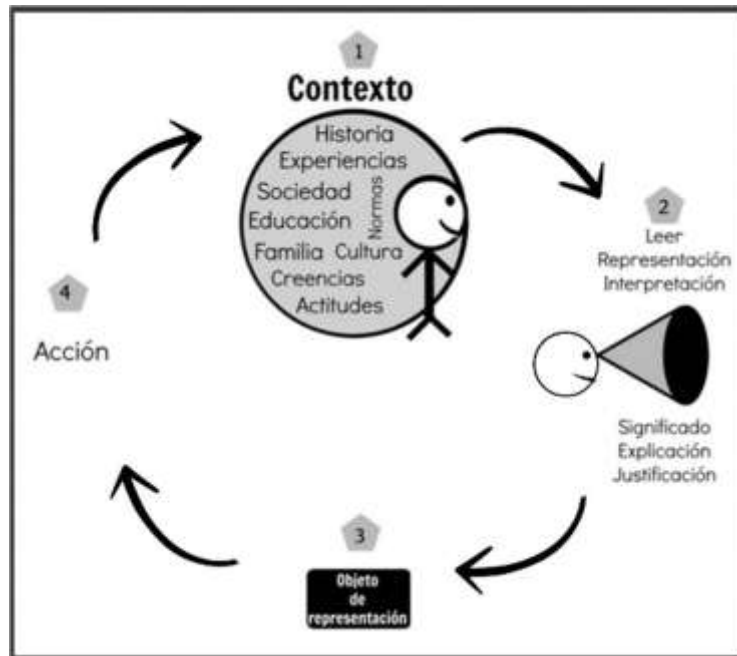 1
Contexto
Historia
Experiencias
Sociedad
Normas
Educación
Familia Cultura
Creencias
Actitudes
2
Leer
Representación
Interpretación
Significado
Explicación
Justificación
3
Objeto
de
representación
4
Acción